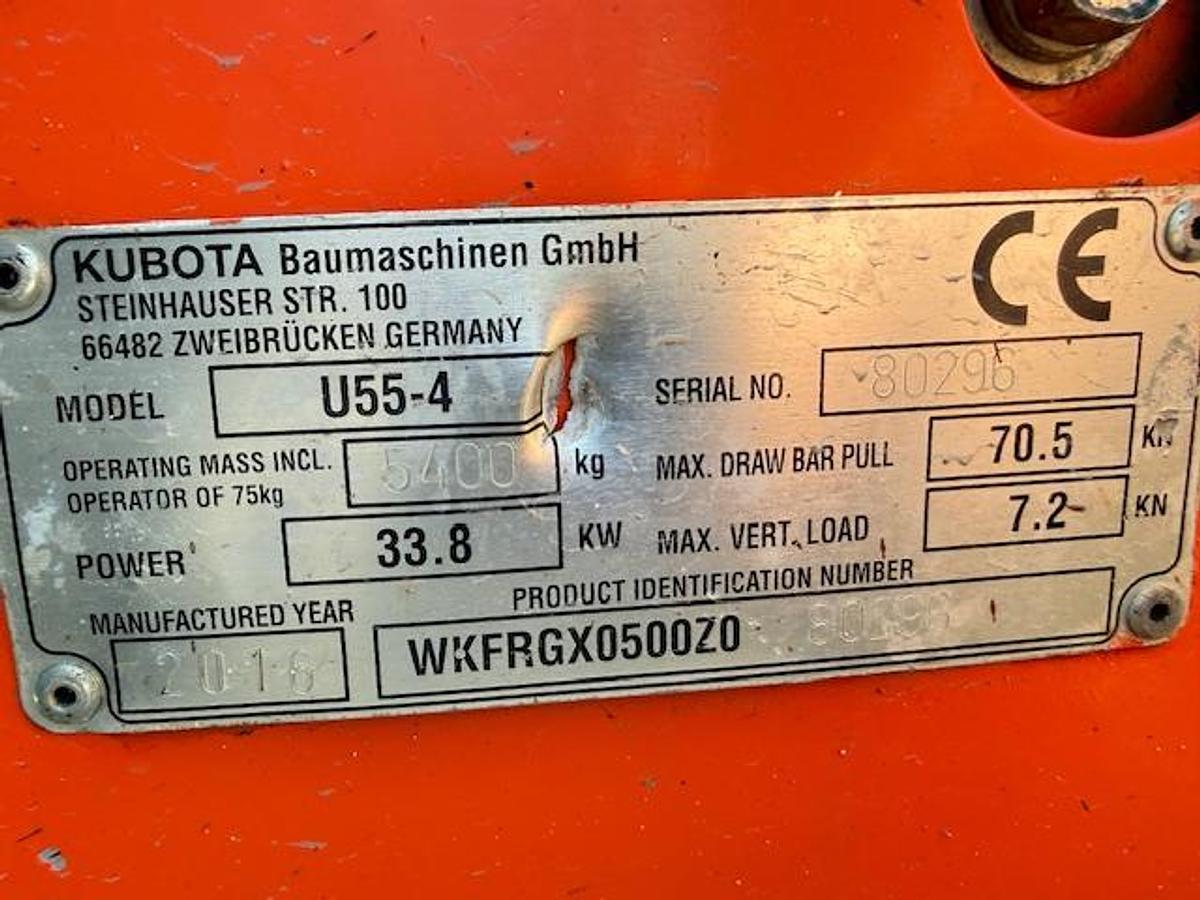 KUBOTA Baumaschinen GmbH
STEINHAUSER STR. 100
66482 ZWEIBRÜCKEN GERMANY
CE
MODEL U55-4
SERIAL NO. 80296
OPERATING MASS INCL. OPERATOR OF 75kg 5400 kg
MAX. DRAW BAR PULL 70.5 KN
POWER 33.8 KW
MAX. VERT. LOAD 7.2 KN
MANUFACTURED YEAR 2018
PRODUCT IDENTIFICATION NUMBER
WKFRGX0500Z0 80296